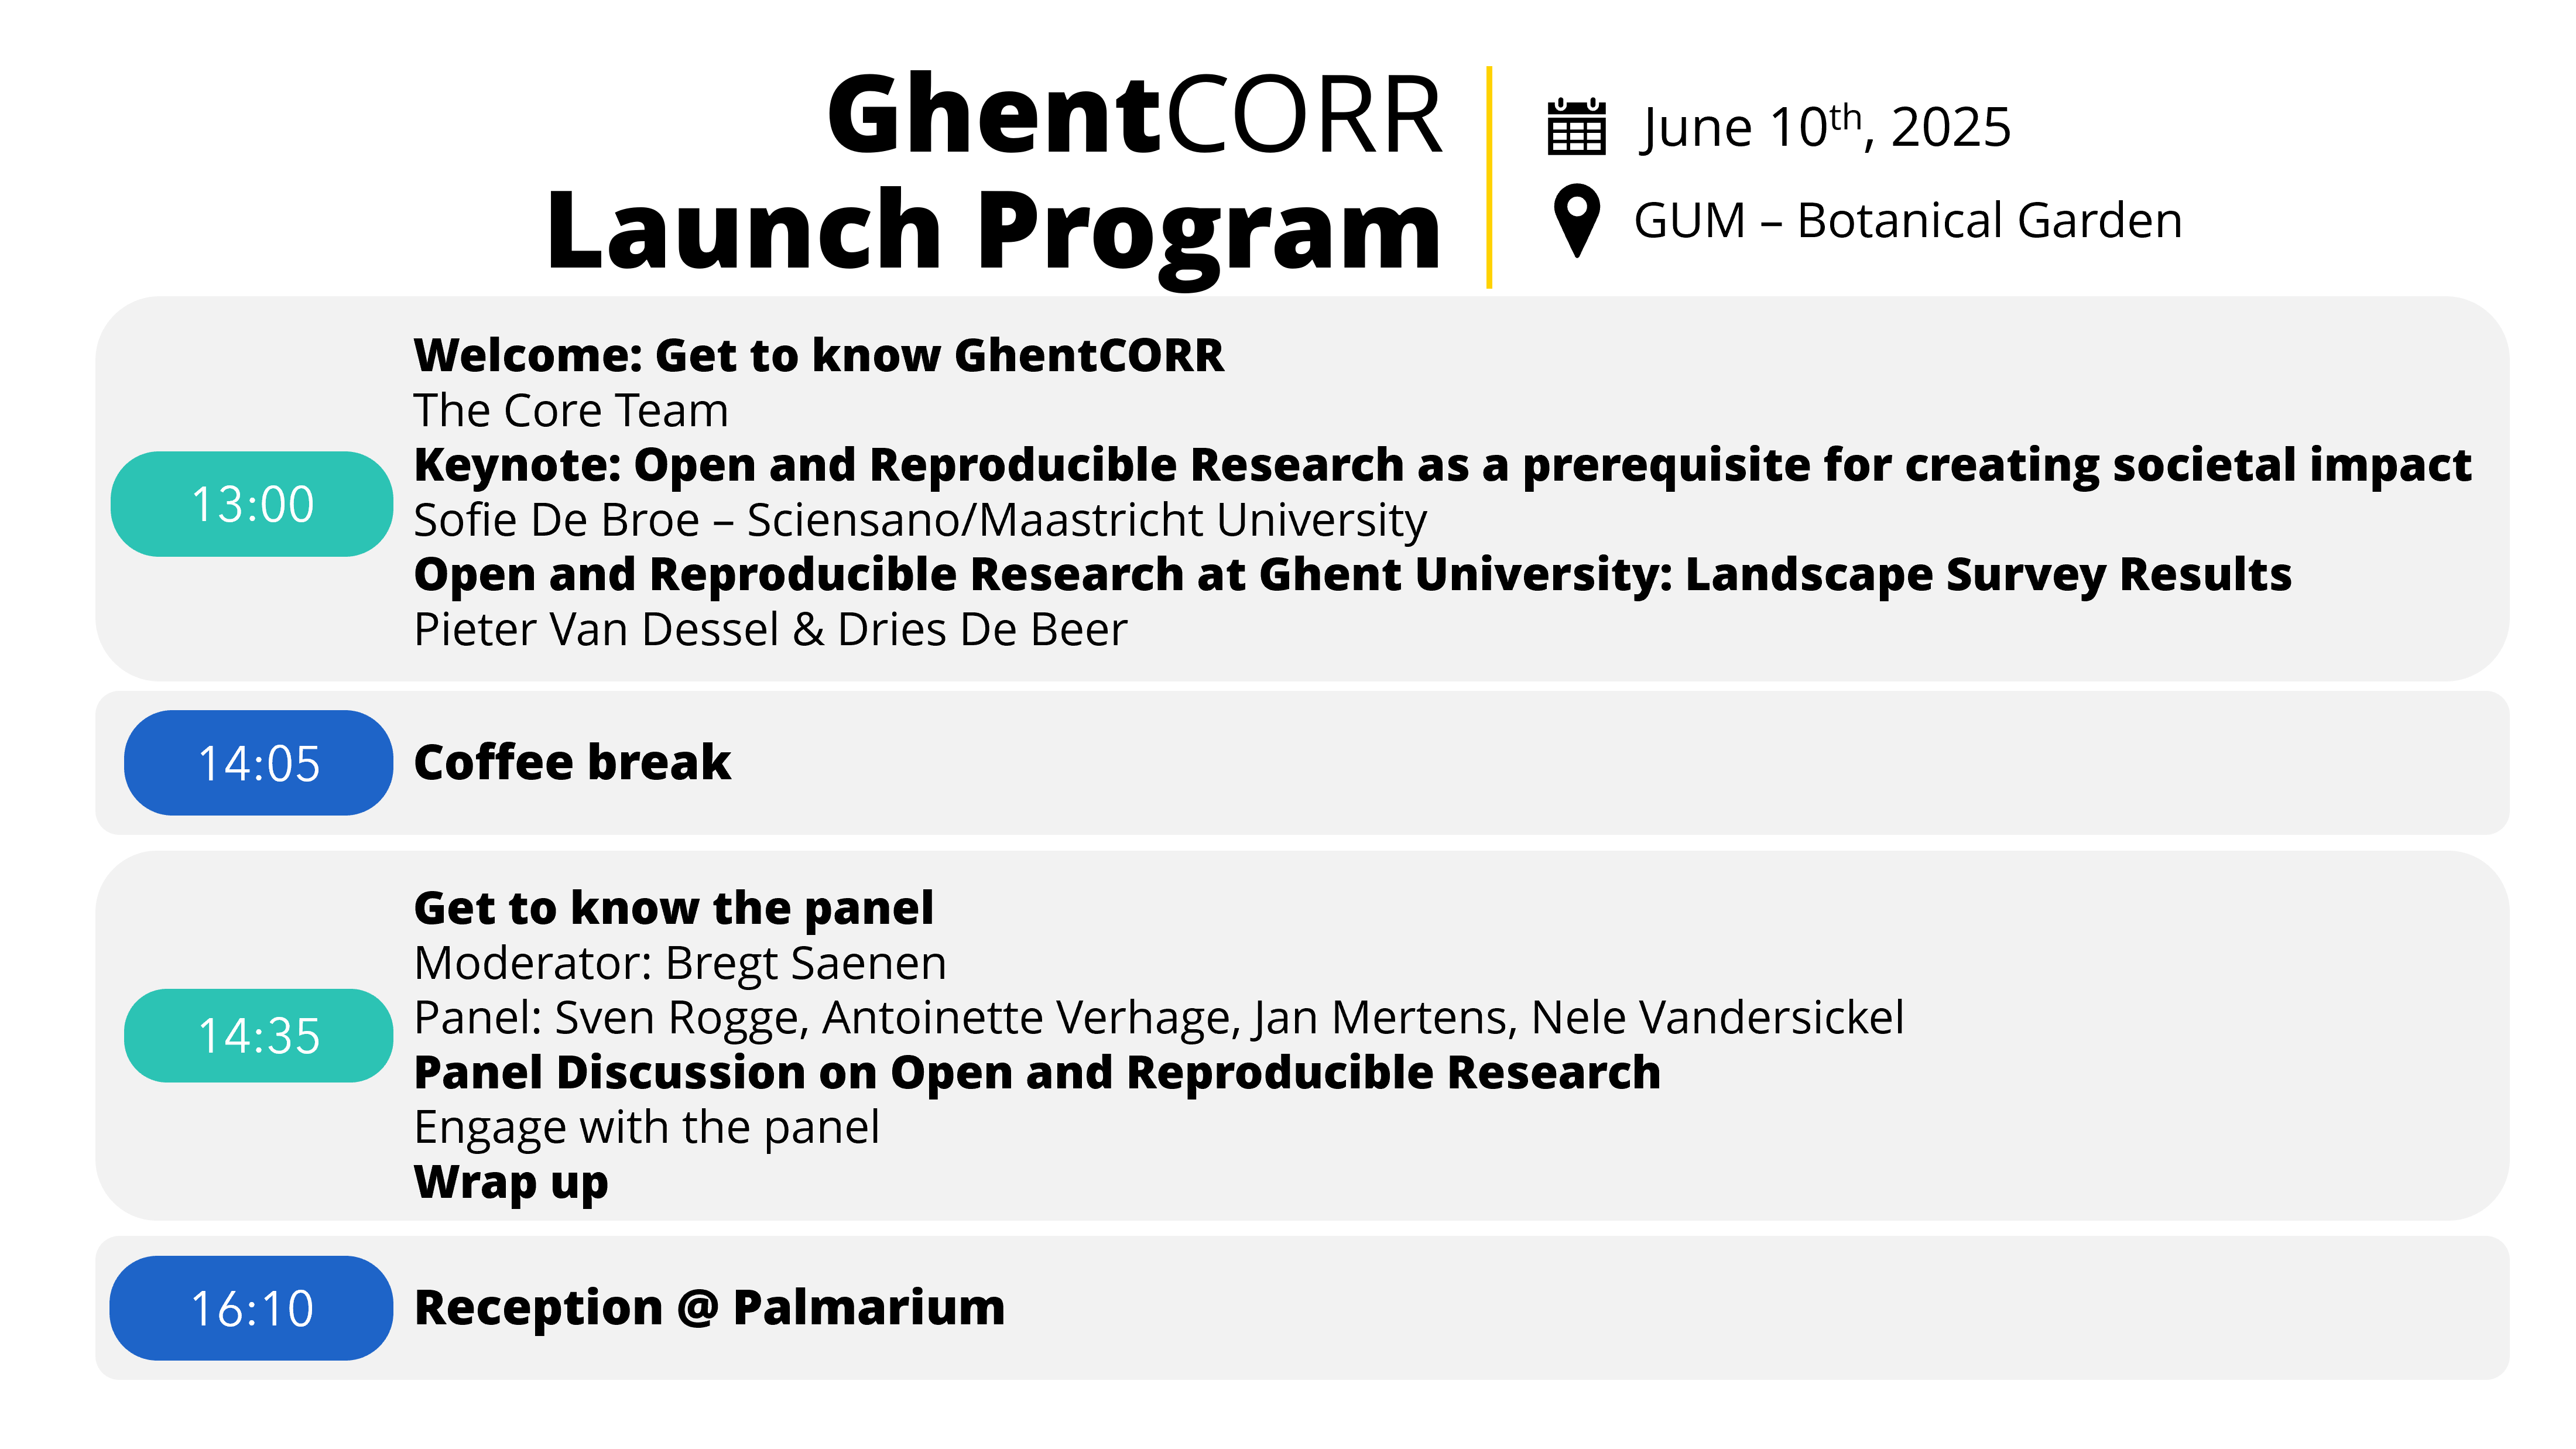 GhentCORR
Launch Program
June 10th, 2025
GUM – Botanical Garden
13:00
Welcome: Get to know GhentCORR
The Core Team
Keynote: Open and Reproducible Research as a prerequisite for creating societal impact
Sofie De Broe – Sciensano/Maastricht University
Open and Reproducible Research at Ghent University: Landscape Survey Results
Pieter Van Dessel & Dries De Beer
14:05
Coffee break
14:35
Get to know the panel
Moderator: Bregt Saenen
Panel: Sven Rogge, Antoinette Verhage, Jan Mertens, Nele Vandersickel
Panel Discussion on Open and Reproducible Research
Engage with the panel
Wrap up
16:10
Reception @ Palmarium